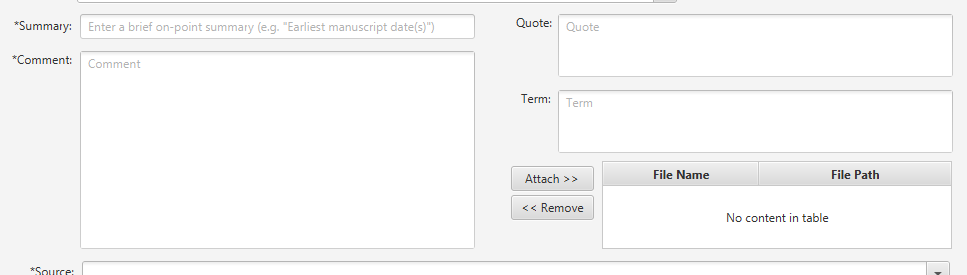 *Summary: Enter a brief on-point summary (e.g. "Earliest manuscript date(s)")
*Comment: Comment
Quote: Quote
Term: Term
Attach >>
<< Remove
File Name File Path
No content in table
*Source: